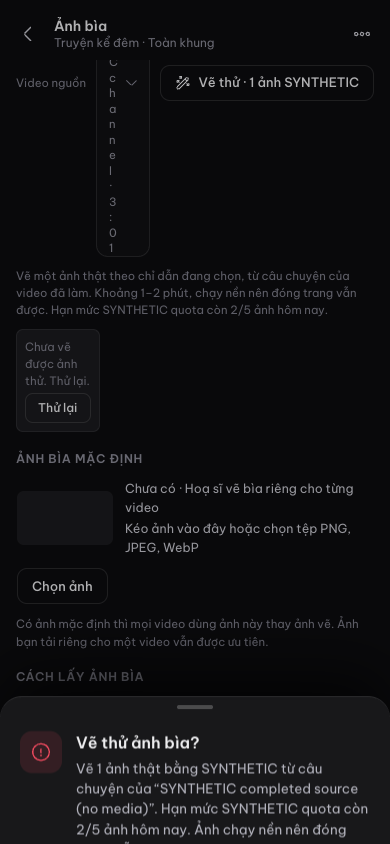 Ảnh bìa
Truyện kể đêm · Toàn khung
Video nguồn
C
h
a
n
n
e
l
·
3
:
0
1
Vẽ thử · 1 ảnh SYNTHETIC
Vẽ một ảnh thật theo chỉ dẫn đang chọn, từ câu chuyện của
video đã làm. Khoảng 1–2 phút, chạy nền nên đóng trang vẫn
được. Hạn mức SYNTHETIC quota còn 2/5 ảnh hôm nay.
Chưa vẽ
được ảnh
thử. Thử lại.
Thử lại
ẢNH BÌA MẶC ĐỊNH
Chưa có · Hoạ sĩ vẽ bìa riêng cho từng
video
Kéo ảnh vào đây hoặc chọn tệp PNG,
JPEG, WebP
Chọn ảnh
Có ảnh mặc định thì mọi video dùng ảnh này thay ảnh vẽ. Ảnh
bạn tải riêng cho một video vẫn được ưu tiên.
CÁCH LẤY ẢNH BÌA
Vẽ thử ảnh bìa?
Vẽ 1 ảnh thật bằng SYNTHETIC từ câu
chuyện của “SYNTHETIC completed source
(no media)”. Hạn mức SYNTHETIC quota còn
2/5 ảnh hôm nay. Ảnh chạy nền nên đóng